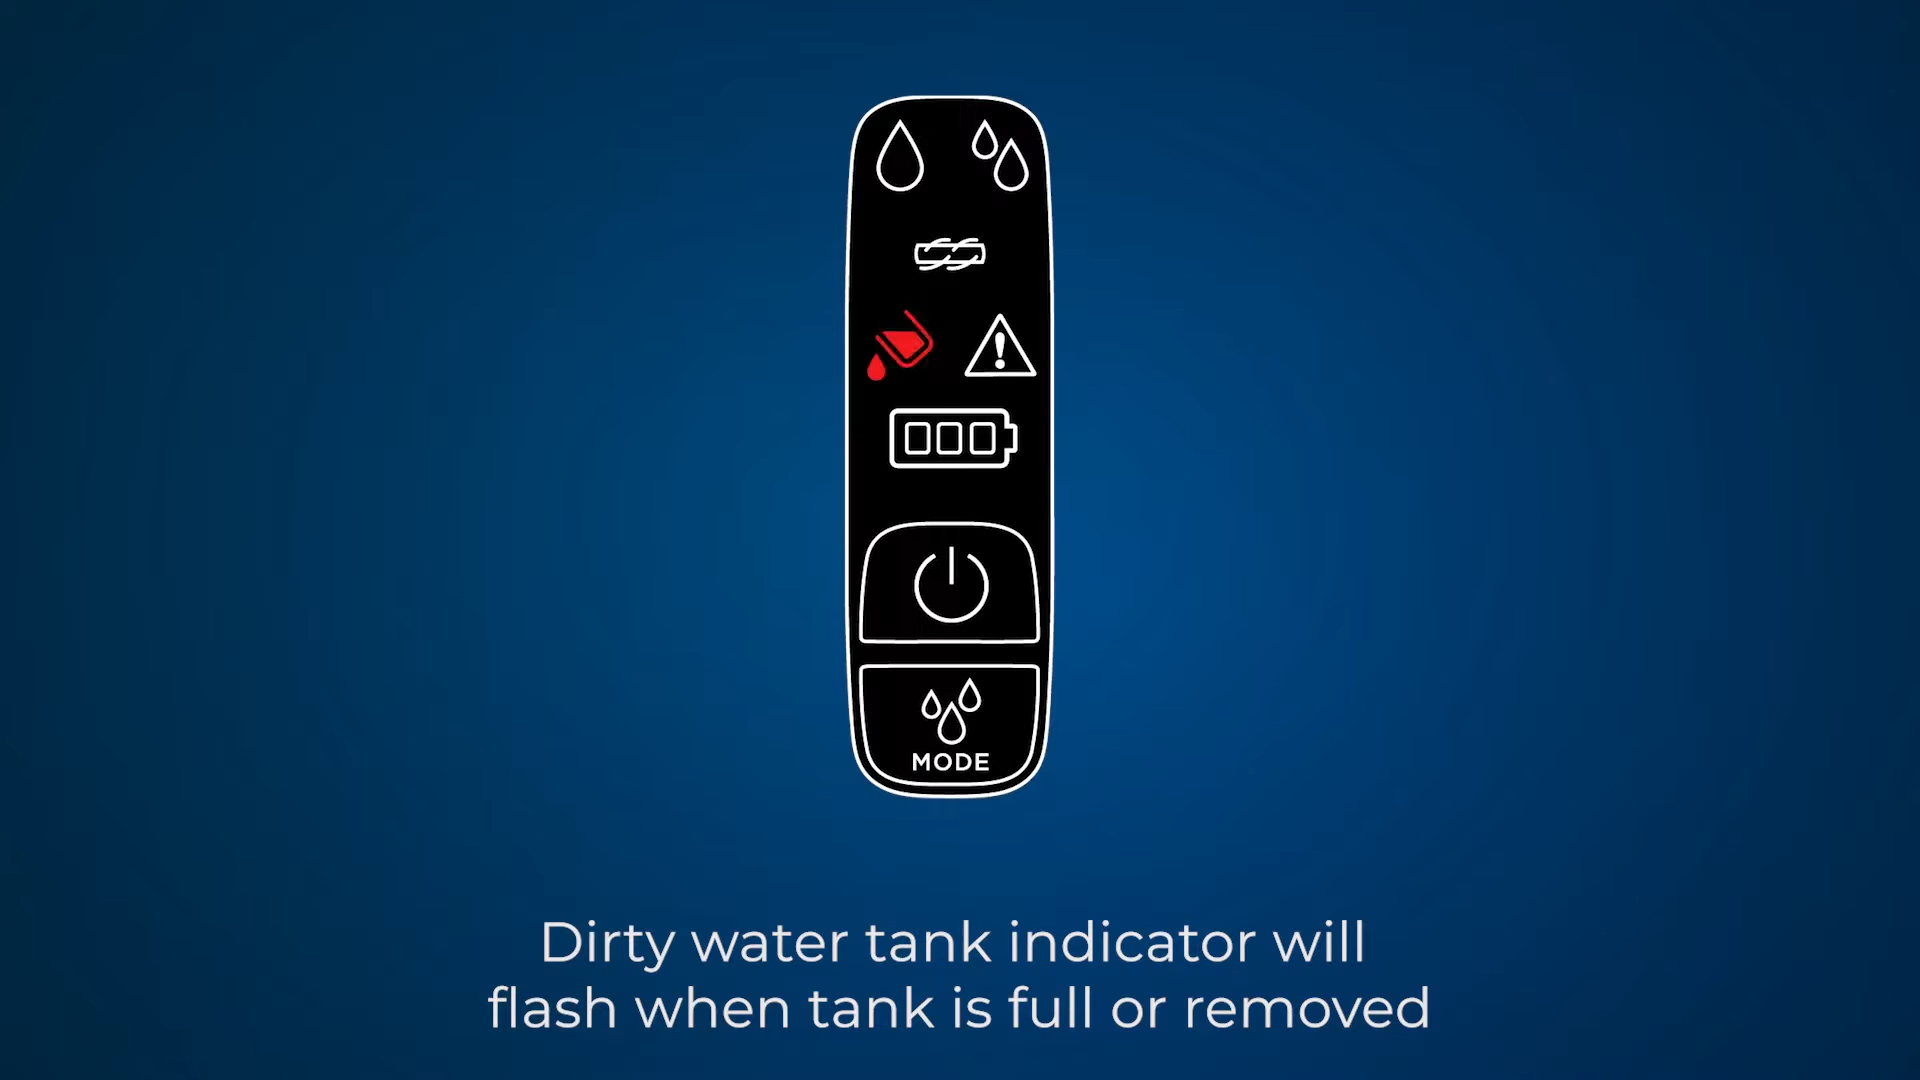 MODE
Dirty water tank indicator will
flash when tank is full or removed